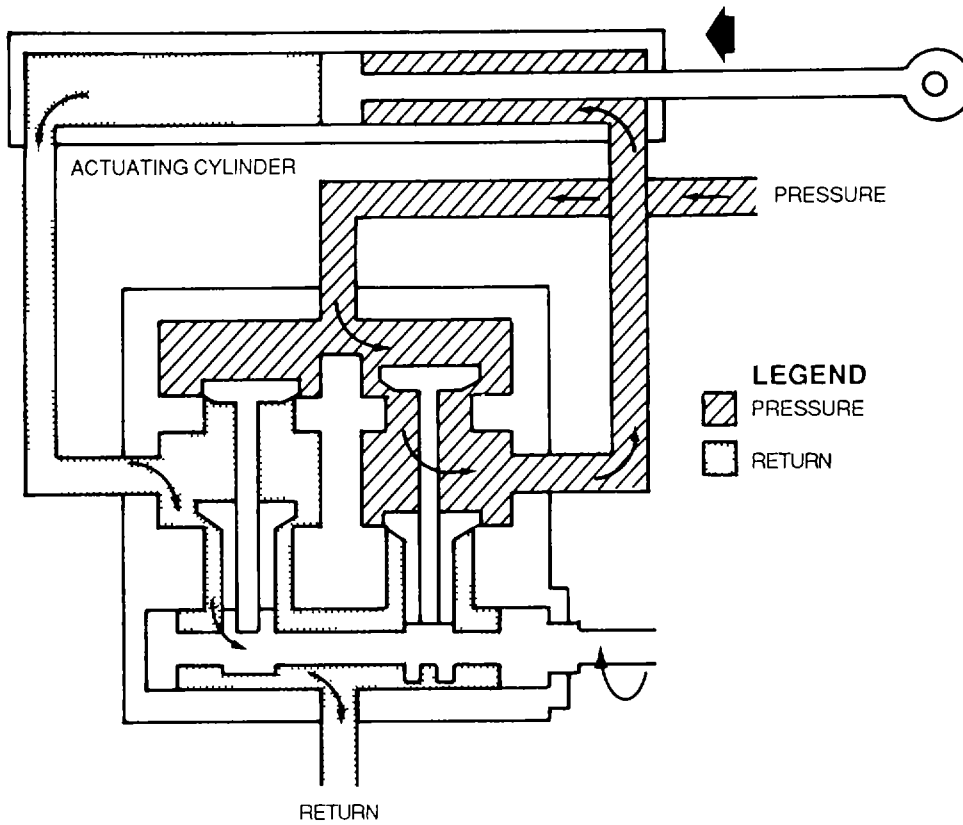 ACTUATING CYLINDER
PRESSURE
LEGEND
PRESSURE
RETURN
RETURN